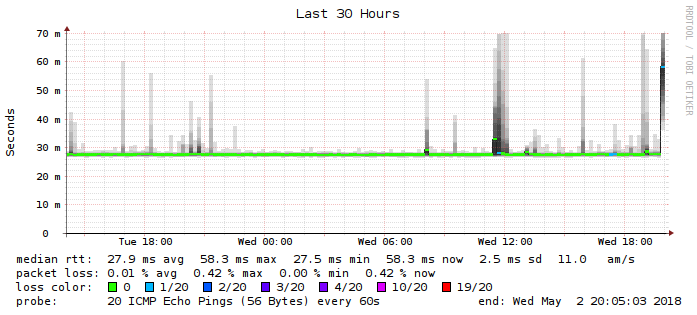 Last 30 Hours
RRDTOOL / TOBI OETIKER
Seconds
70 m
60 m
50 m
40 m
30 m
20 m
10 m
0
Tue 18:00 Wed 00:00 Wed 06:00 Wed 12:00 Wed 18:00
median rtt: 27.9 ms avg 58.3 ms max 27.5 ms min 58.3 ms now 2.5 ms sd 11.0 am/s
packet loss: 0.01 % avg 0.42 % max 0.00 % min 0.42 % now
loss color: 0 1/20 2/20 3/20 4/20 10/20 19/20
probe: 20 ICMP Echo Pings (56 Bytes) every 60s end: Wed May 2 20:05:03 2018